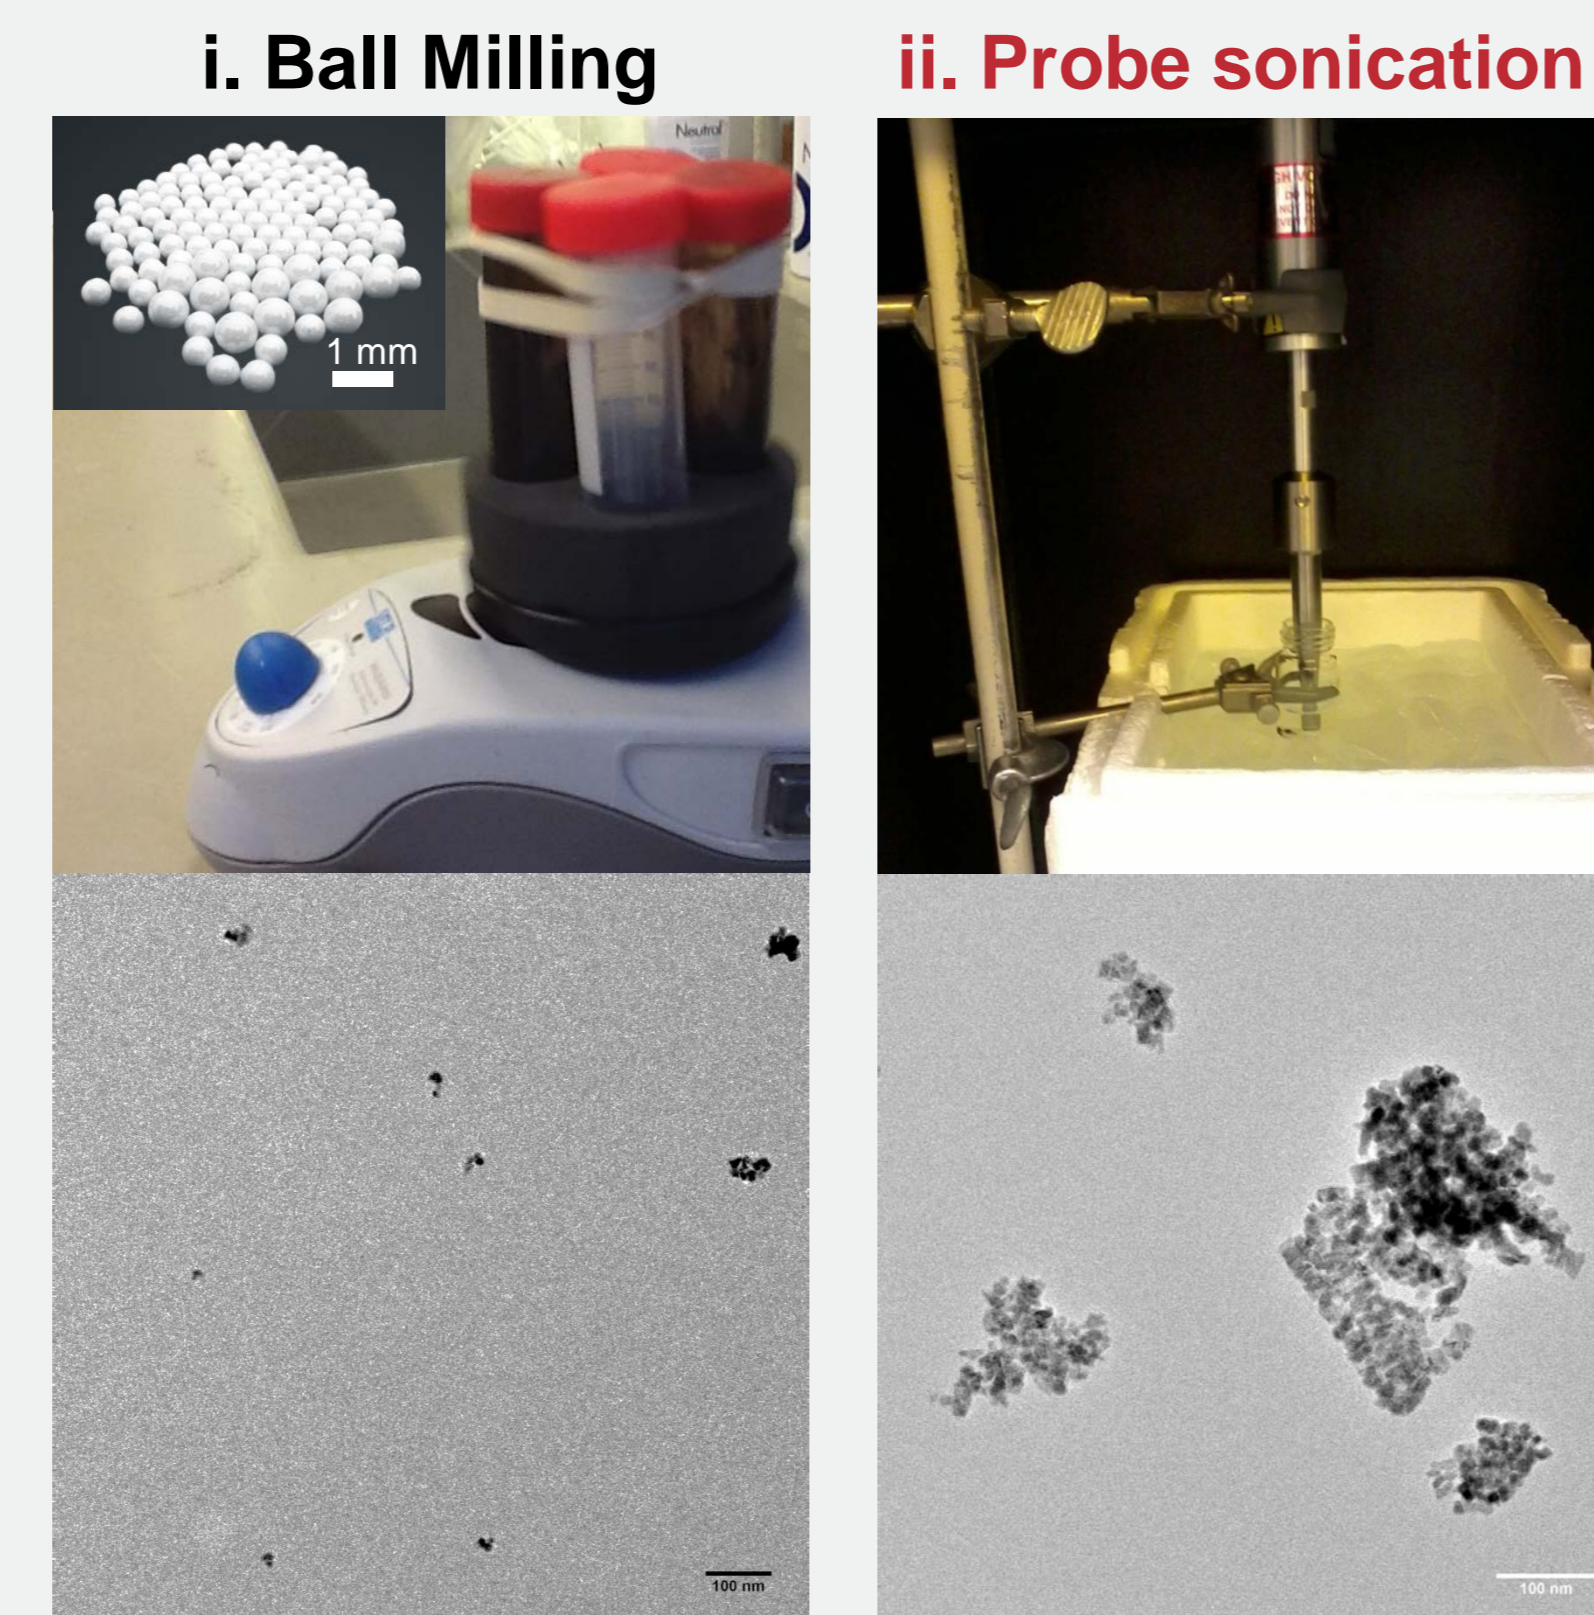 i. Ball Milling
ii. Probe sonication
Neutral
1 mm
100 nm
100 nm